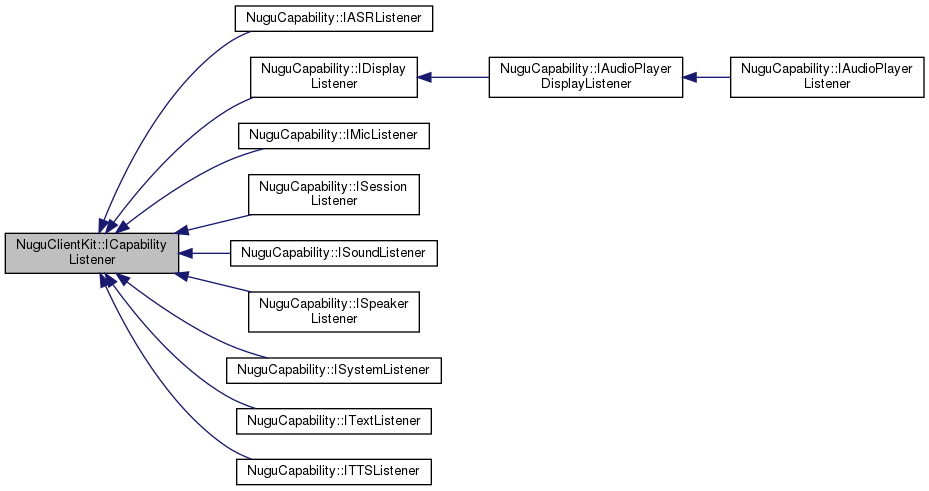 NuguCapability::IASRListener
NuguCapability::IDisplay
Listener
NuguCapability::IAudioPlayer
DisplayListener
NuguCapability::IAudioPlayer
Listener
NuguCapability::IMicListener
NuguCapability::ISession
Listener
NuguClientKit::ICapability
Listener
NuguCapability::ISoundListener
NuguCapability::ISpeaker
Listener
NuguCapability::ISystemListener
NuguCapability::ITextListener
NuguCapability::ITTSListener